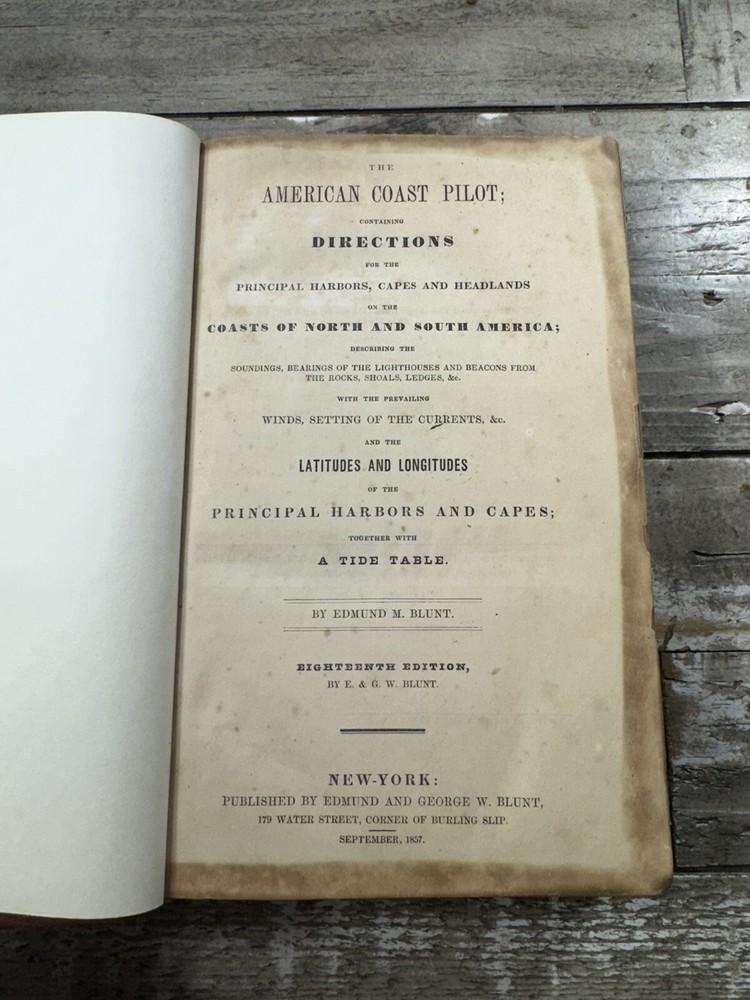 THE
AMERICAN COAST PILOT;
CONTAINING
DIRECTIONS
FOR THE
PRINCIPAL HARBORS, CAPES AND HEADLANDS
ON THE
COASTS OF NORTH AND SOUTH AMERICA;
DESCRIBING THE
SOUNDINGS, BEARINGS OF THE LIGHTHOUSES AND BEACONS FROM
THE ROCKS, SHOALS, LEDGES, &c.
WITH THE PREVAILING
WINDS, SETTING OF THE CURRENTS, &c.
AND THE
LATITUDES AND LONGITUDES
OF THE
PRINCIPAL HARBORS AND CAPES;
TOGETHER WITH
A TIDE TABLE.
BY EDMUND M. BLUNT.
EIGHTEENTH EDITION,
BY E. & G. W. BLUNT.
NEW-YORK:
PUBLISHED BY EDMUND AND GEORGE W. BLUNT,
179 WATER STREET, CORNER OF BURLING SLIP.
SEPTEMBER, 1857.